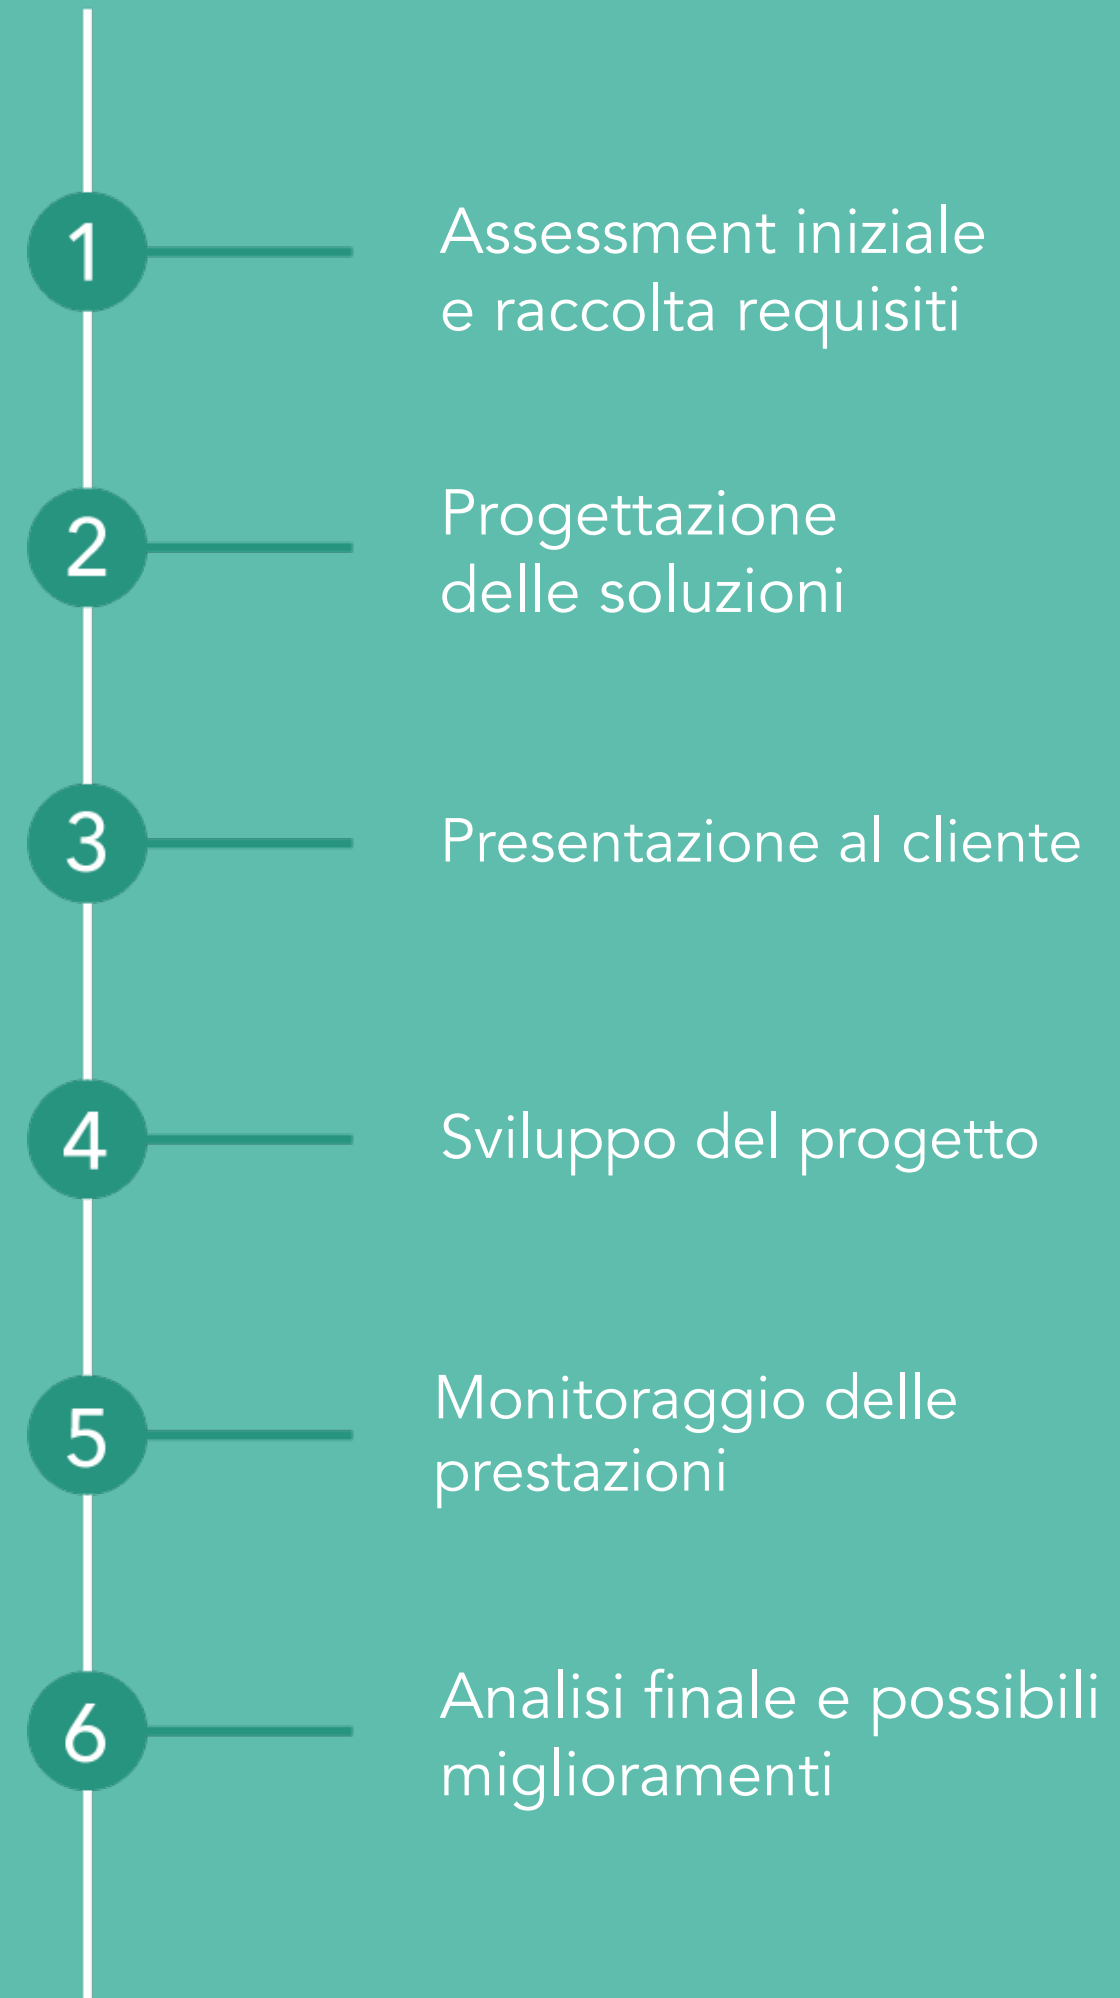 1
Assessment iniziale
e raccolta requisiti
2
Progettazione
delle soluzioni
3
Presentazione al cliente
4
Sviluppo del progetto
5
Monitoraggio delle
prestazioni
6
Analisi finale e possibili
miglioramenti